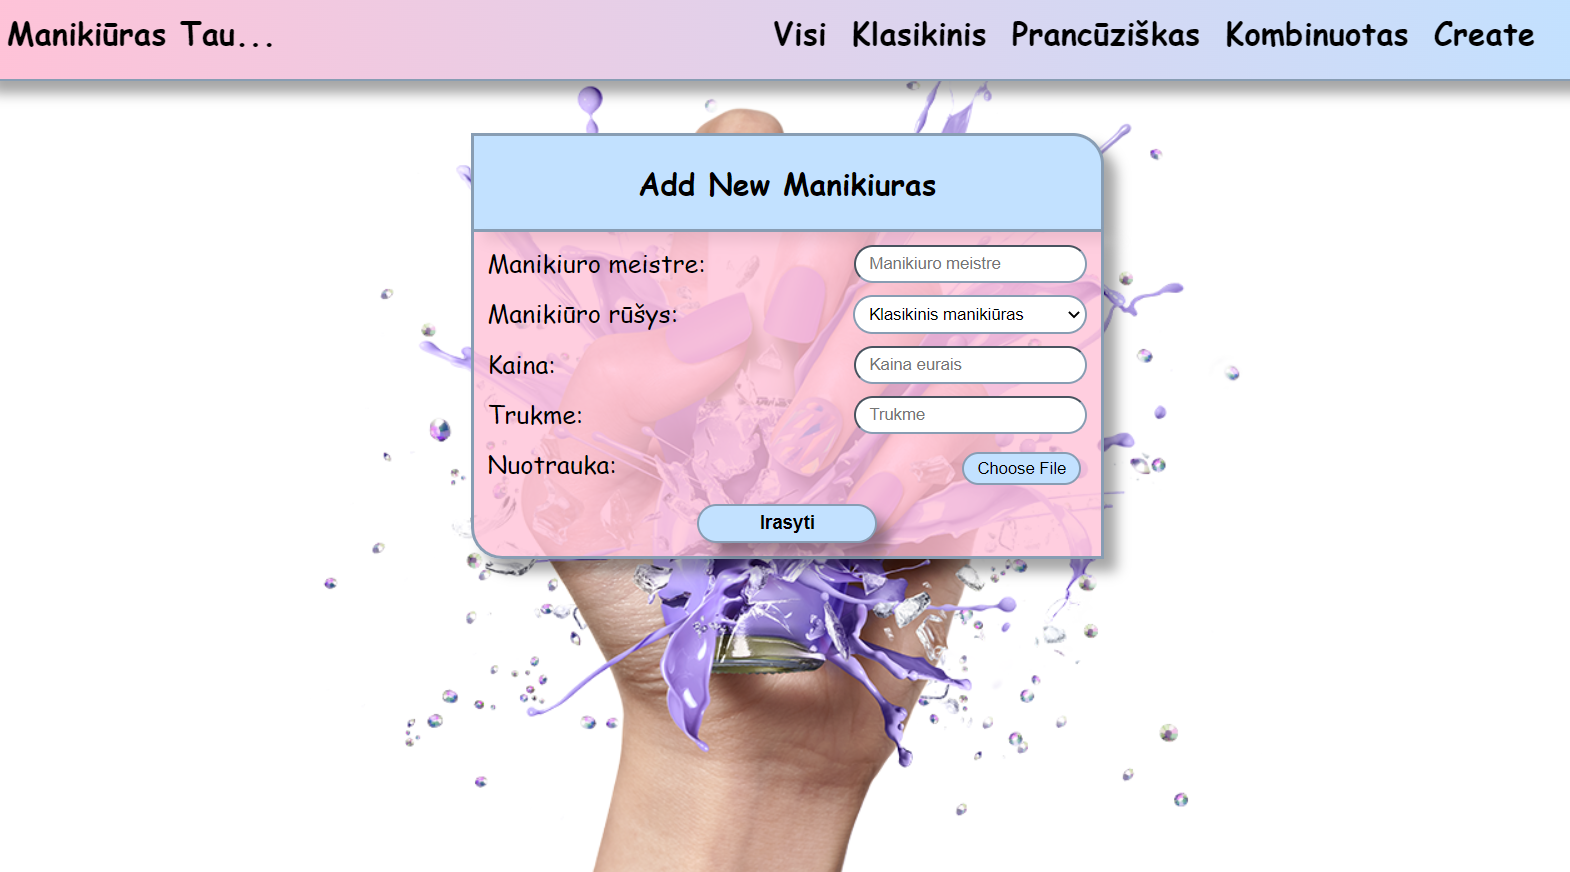 Manikiūras Tau...
Visi Klasikinis Prancūziškas Kombinuotas Create
Add New Manikiuras
Manikiuro meistre: Manikiuro meistre
Manikiūro rūšys: Klasikinis manikiūras
Kaina: Kaina eurais
Trukme: Trukme
Nuotrauka: Choose File
Irasyti